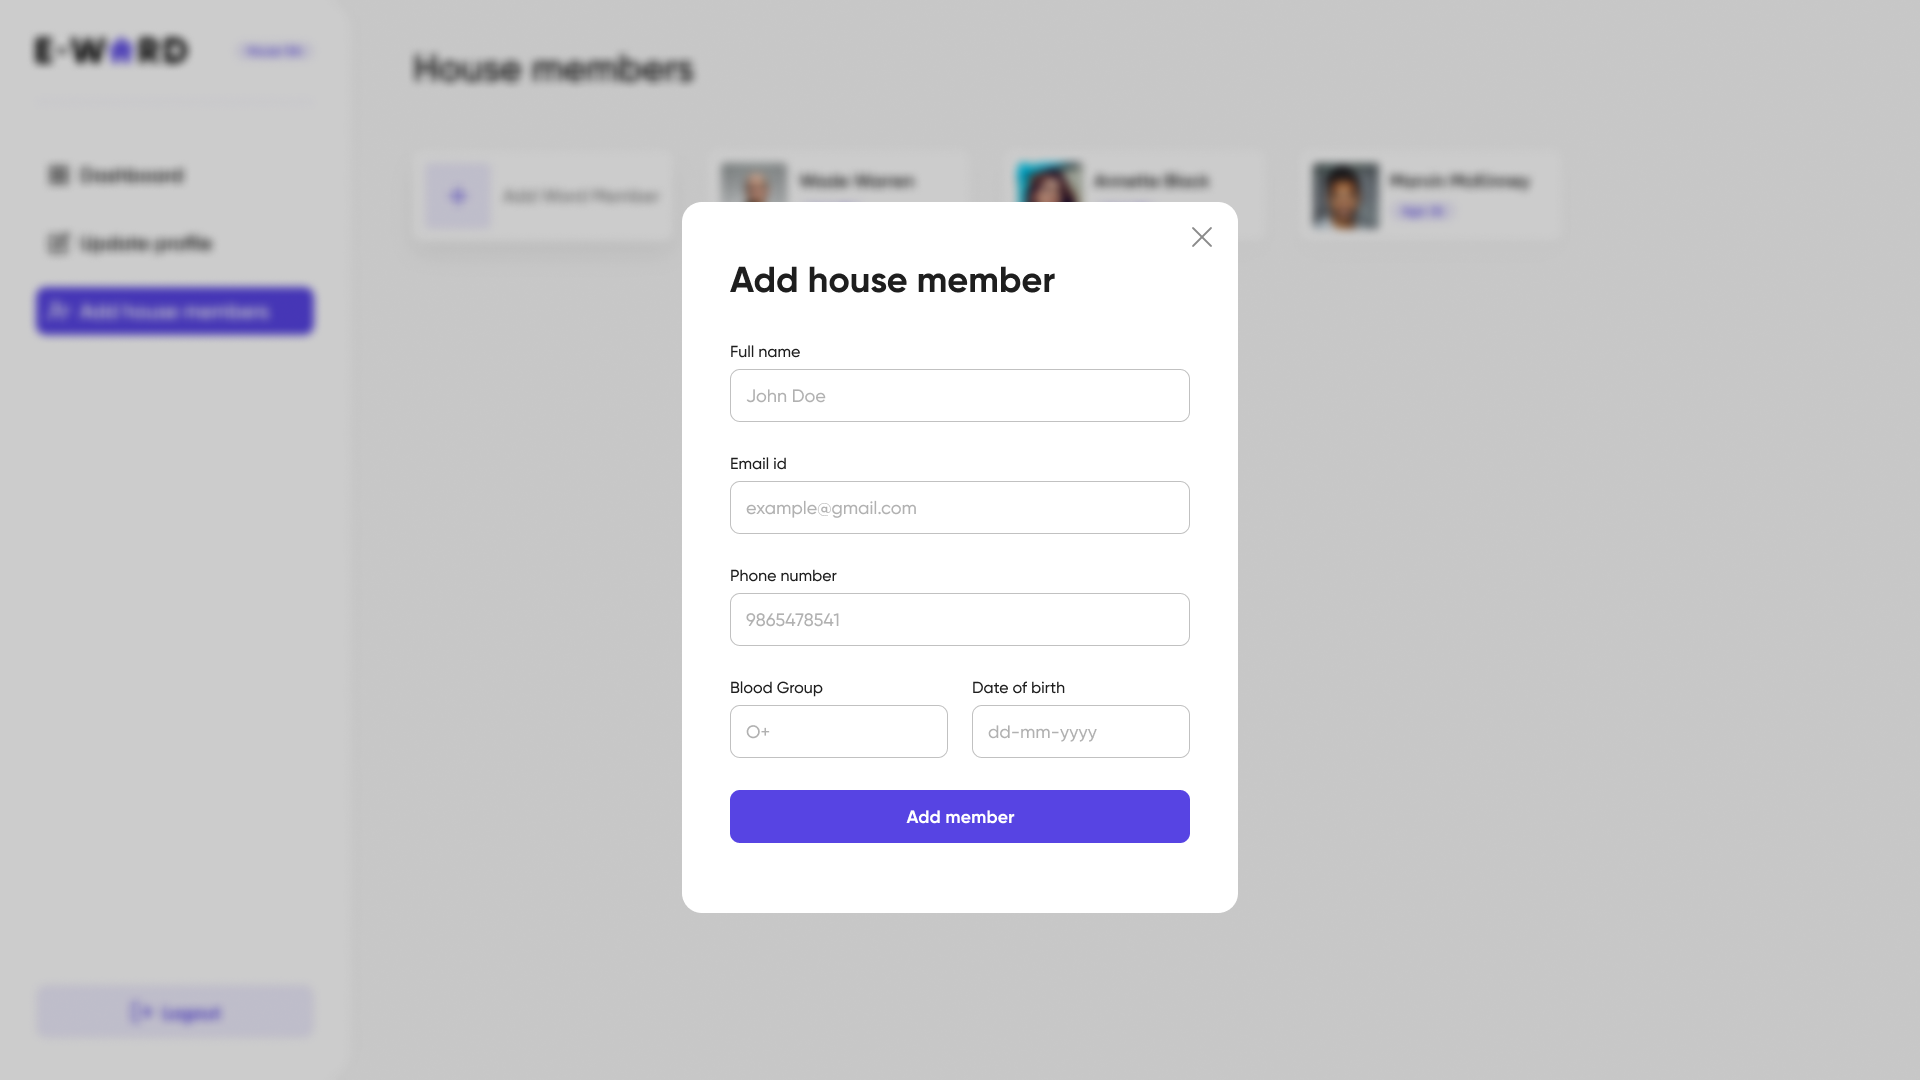 E-WARD
House members
Dashboard
Add Ward Member
Wade Warren
Annette Black
Marvin McKinney
Update profile
Add house members
Add house member
Full name
John Doe
Email id
example@gmail.com
Phone number
9865478541
Blood Group
Date of birth
O+
dd-mm-yyyy
Add member
Logout